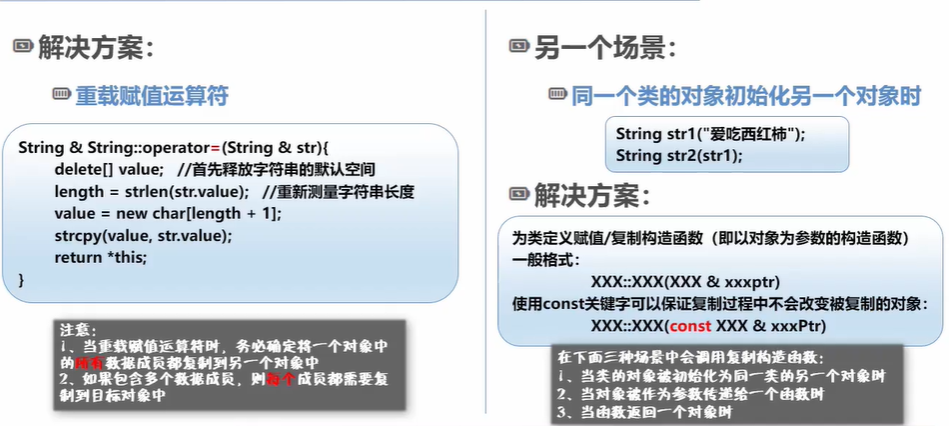 解决方案：
重载赋值运算符
String & String::operator=(String & str){
delete[] value; //首先释放字符串的默认空间
length = strlen(str.value); //重新测量字符串长度
value = new char[length + 1];
strcpy(value, str.value);
return *this;
}
注意：
1、当重载赋值运算符时，务必确定将一个对象中
的所有数据成员都复制到另一个对象中
2、如果包含多个数据成员，则每个成员都需要复
制到目标对象中
另一个场景：
同一个类的对象初始化另一个对象时
String str1("爱吃西红柿");
String str2(str1);
解决方案：
为类定义赋值/复制构造函数（即以对象为参数的构造函数）
一般格式：
XXX::XXX(XXX & xxxptr)
使用const关键字可以保证复制过程中不会改变被复制的对象：
XXX::XXX(const XXX & xxxPtr)
在下面三种场景中会调用复制构造函数：
1、当类的对象被初始化为同一类的另一个对象时
2、当对象被作为参数传递给一个函数时
3、当函数返回一个对象时